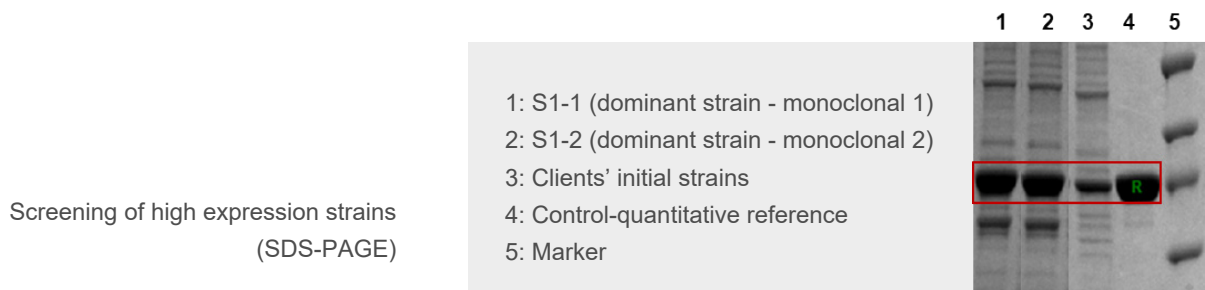 1 2 3 4 5
1: S1-1 (dominant strain - monoclonal 1)
2: S1-2 (dominant strain - monoclonal 2)
3: Clients’ initial strains
4: Control-quantitative reference
5: Marker
Screening of high expression strains
(SDS-PAGE)
R